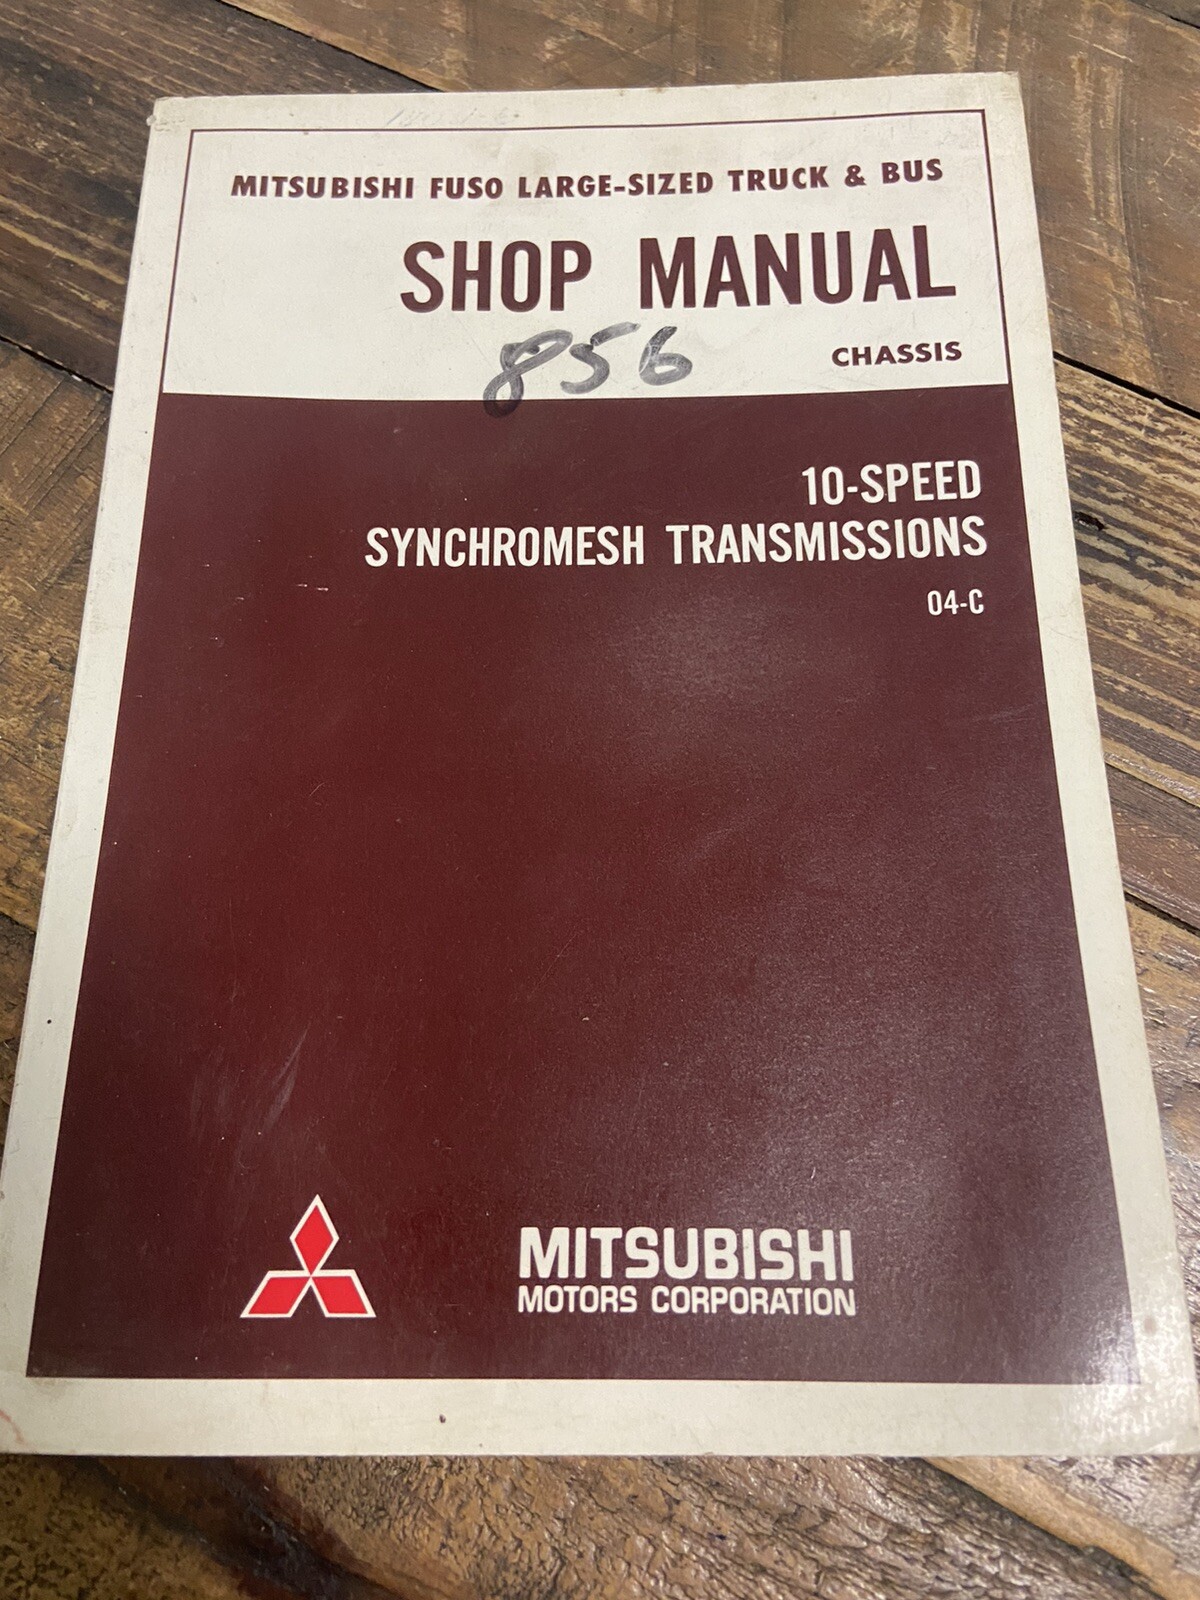 MITSUBISHI FUSO LARGE-SIZED TRUCK & BUS
SHOP MANUAL
856
CHASSIS
10-SPEED
SYNCHROMESH TRANSMISSIONS
04-C
MITSUBISHI
MOTORS CORPORATION